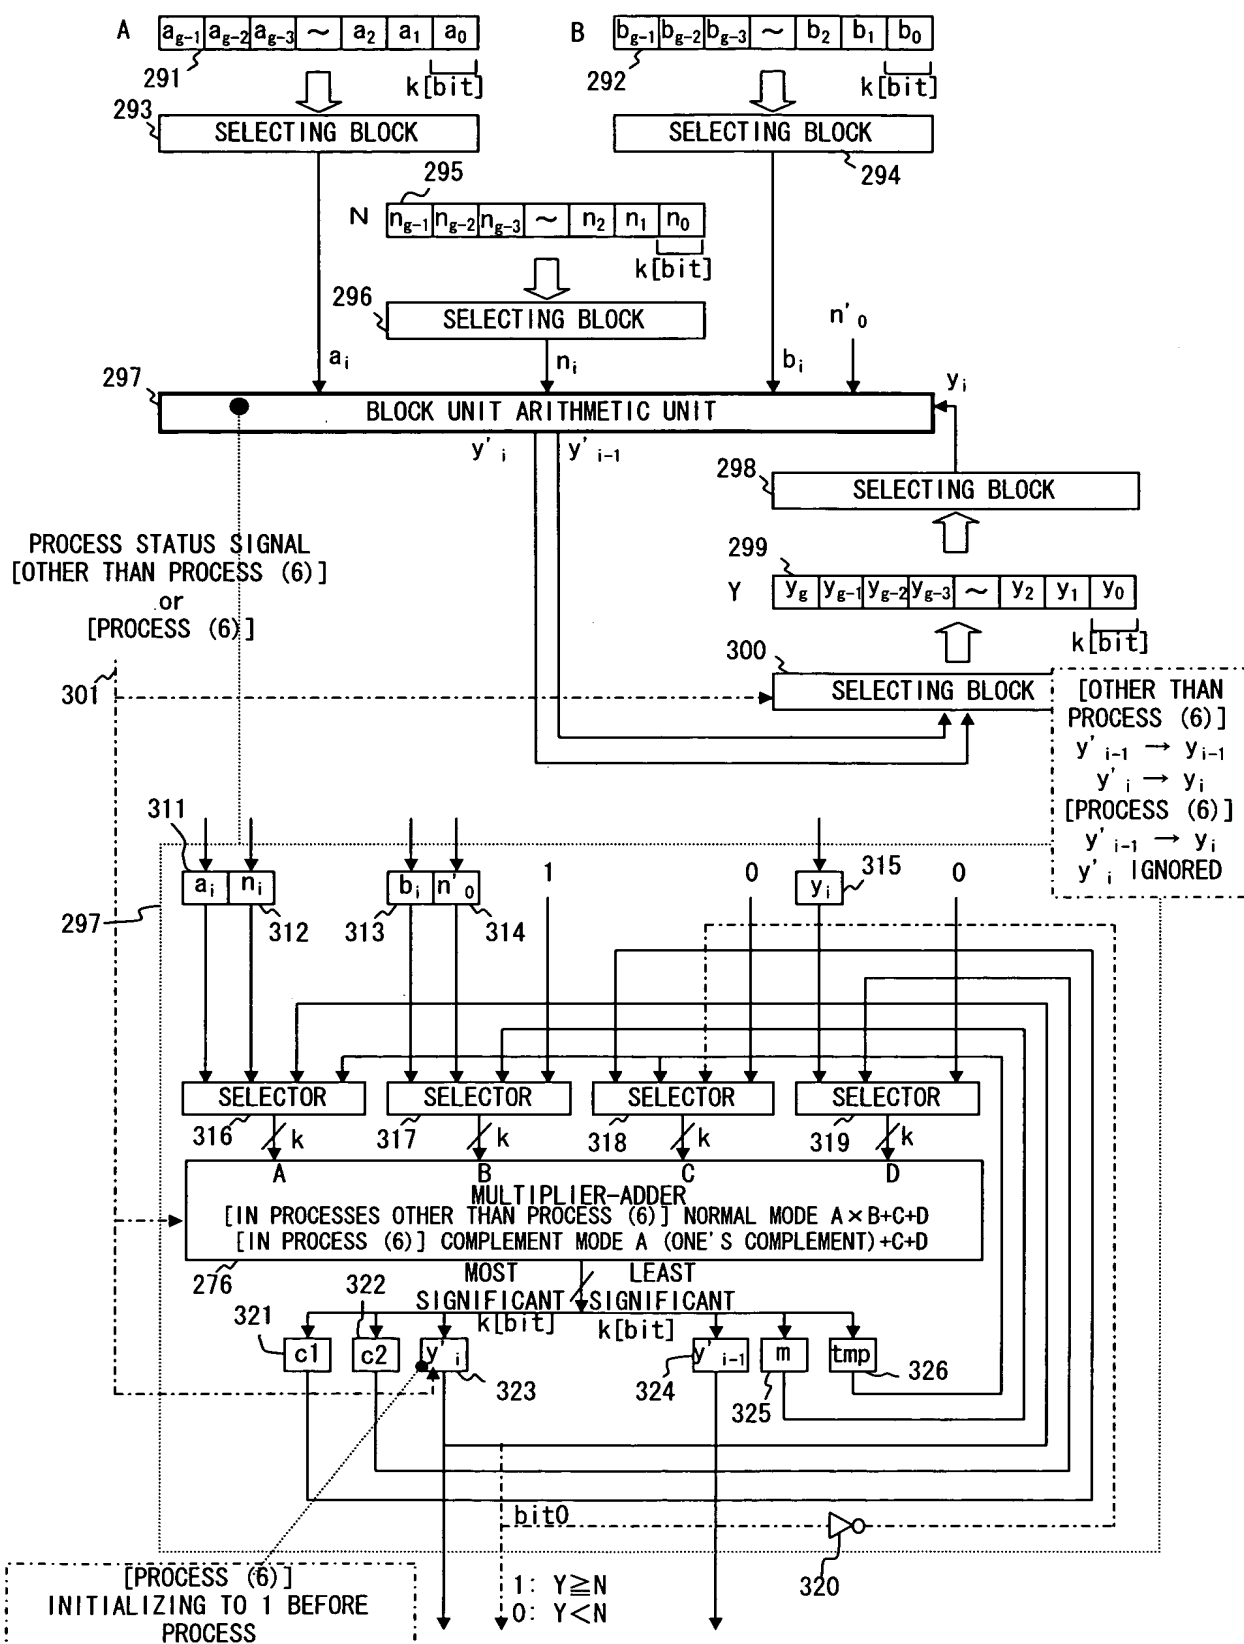 A a_{g-1} a_{g-2} a_{g-3} ~ a_2 a_1 a_0
B b_{g-1} b_{g-2} b_{g-3} ~ b_2 b_1 b_0
291 k[bit]
292 k[bit]
293
SELECTING BLOCK
SELECTING BLOCK
294
295
N n_{g-1} n_{g-2} n_{g-3} ~ n_2 n_1 n_0
k[bit]
296
SELECTING BLOCK
n'_0
a_i
n_i
b_i
y_i
297
BLOCK UNIT ARITHMETIC UNIT
y'_i
y'_{i-1}
298
SELECTING BLOCK
PROCESS STATUS SIGNAL
[OTHER THAN PROCESS (6)]
or
[PROCESS (6)]
299
Y y_g y_{g-1} y_{g-2} y_{g-3} ~ y_2 y_1 y_0
k[bit]
300
301
SELECTING BLOCK
[OTHER THAN
PROCESS (6)]
y'_{i-1} → y_{i-1}
y'_i → y_i
[PROCESS (6)]
y'_{i-1} → y_i
y'_i IGNORED
311
a_i n_i
b_i n'_0
1
0
y_i
315
0
297
312
313
314
SELECTOR
SELECTOR
SELECTOR
SELECTOR
316 k
317 k
318 k
319 k
A B C D
MULTIPLIER-ADDER
[IN PROCESSES OTHER THAN PROCESS (6)] NORMAL MODE A×B+C+D
[IN PROCESS (6)] COMPLEMENT MODE A (ONE'S COMPLEMENT)+C+D
276
MOST
SIGNIFICANT
k[bit]
LEAST
SIGNIFICANT
k[bit]
321
322
c1
c2
y'_i
y'_{i-1}
m
tmp
323
324
325
326
bit0
320
[PROCESS (6)]
INITIALIZING TO 1 BEFORE
PROCESS
1: Y≧N
0: Y<N